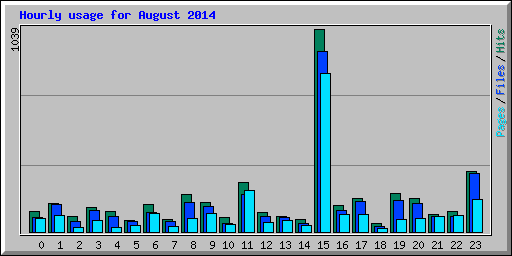 Hourly usage for August 2014
1039
Pages/Files/Hits
0 1 2 3 4 5 6 7 8 9 10 11 12 13 14 15 16 17 18 19 20 21 22 23